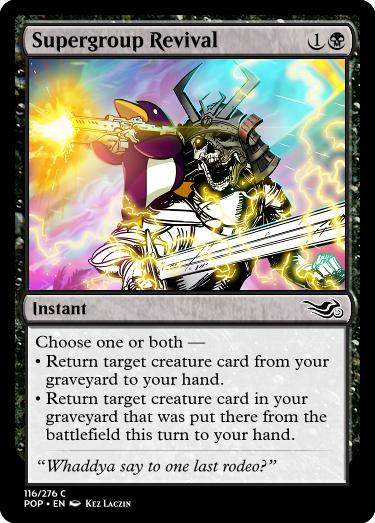 Supergroup Revival 1
Instant
Choose one or both —
• Return target creature card from your
graveyard to your hand.
• Return target creature card in your
graveyard that was put there from the
battlefield this turn to your hand.
“Whaddya say to one last rodeo?”
116/276 C
POP • EN Kez Laczin